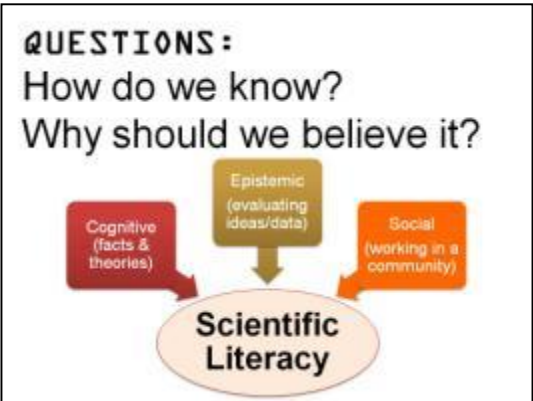 QUESTIONS:
How do we know?
Why should we believe it?
Epistemic
(evaluating
ideas/data)
Cognitive
(facts &
theories)
Social
(working in a
community)
Scientific
Literacy